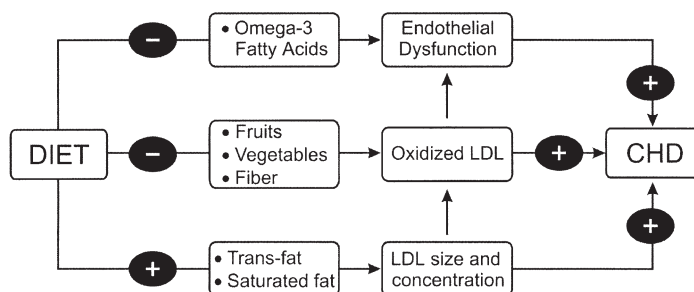 − • Omega-3 Endothelial
Fatty Acids Dysfunction
+
DIET − • Fruits
• Vegetables
• Fiber
Oxidized LDL + CHD
+
+ • Trans-fat
• Saturated fat
LDL size and
concentration